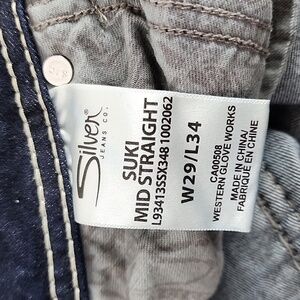 Silver
JEANS CO.
SUKI
MID STRAIGHT
L93413SSX348 1002062
W29/L34
CA00508
WESTERN GLOVE WORKS
MADE IN CHINA/
FABRIQUÉ EN CHINE